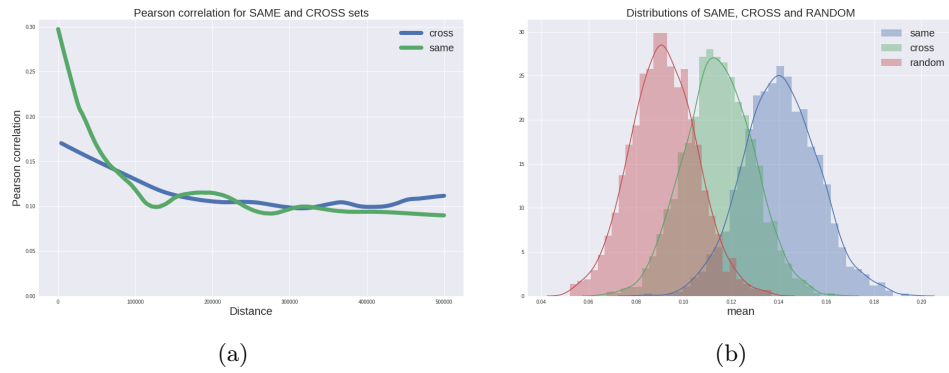 Pearson correlation for SAME and CROSS sets
cross
same
0.30
0.25
0.20
0.15
0.10
0.05
0.00
Pearson correlation
0
100000
200000
300000
400000
500000
Distance
(a)
Distributions of SAME, CROSS and RANDOM
same
cross
random
30
25
20
15
10
5
0
0.04
0.06
0.08
0.10
0.12
0.14
0.16
0.18
0.20
mean
(b)